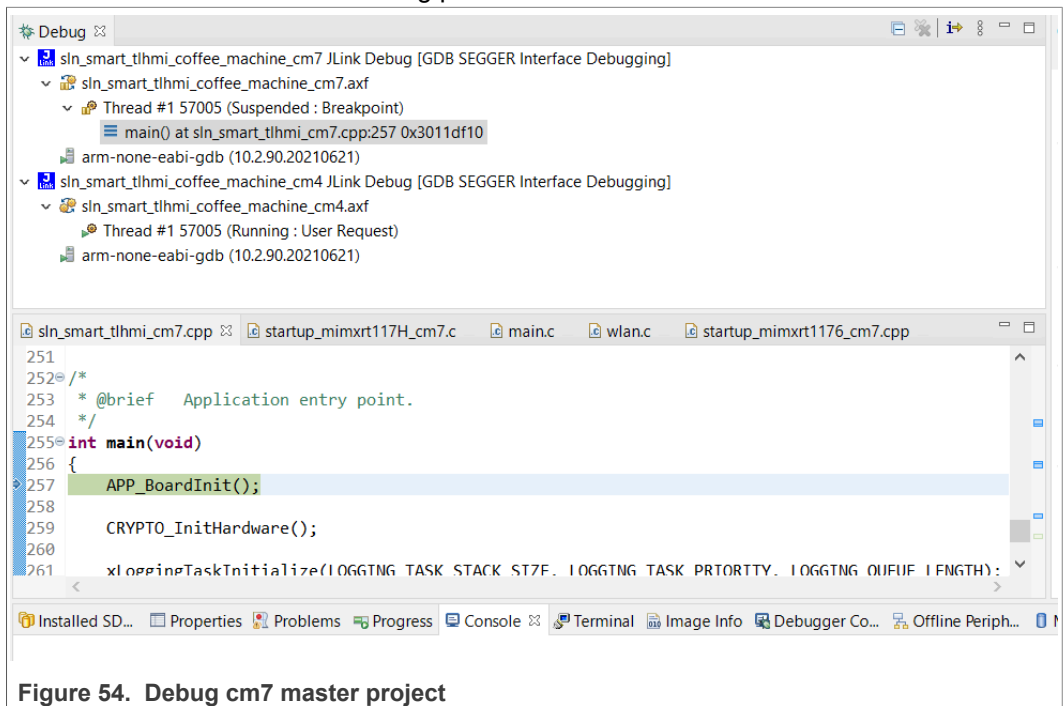 Debug
sln_smart_tlhmi_coffee_machine_cm7 JLink Debug [GDB SEGGER Interface Debugging]
sln_smart_tlhmi_coffee_machine_cm7.axf
Thread #1 57005 (Suspended : Breakpoint)
main() at sln_smart_tlhmi_cm7.cpp:257 0x3011df10
arm-none-eabi-gdb (10.2.90.20210621)
sln_smart_tlhmi_coffee_machine_cm4 JLink Debug [GDB SEGGER Interface Debugging]
sln_smart_tlhmi_coffee_machine_cm4.axf
Thread #1 57005 (Running : User Request)
arm-none-eabi-gdb (10.2.90.20210621)
sln_smart_tlhmi_cm7.cpp startup_mimxrt117H_cm7.c main.c wlan.c startup_mimxrt1176_cm7.cpp
251
252 /*
253 * @brief Application entry point.
254 */
255 int main(void)
256 {
257 APP_BoardInit();
258
259 CRYPTO_InitHardware();
260
261 xLoggingTaskInitialize(LOGGING_TASK_STACK_SIZE, LOGGING_TASK_PRIORITY, LOGGING_QUEUE_LENGTH);
Installed SD... Properties Problems Progress Console Terminal Image Info Debugger Co... Offline Periph...
Figure 54. Debug cm7 master project